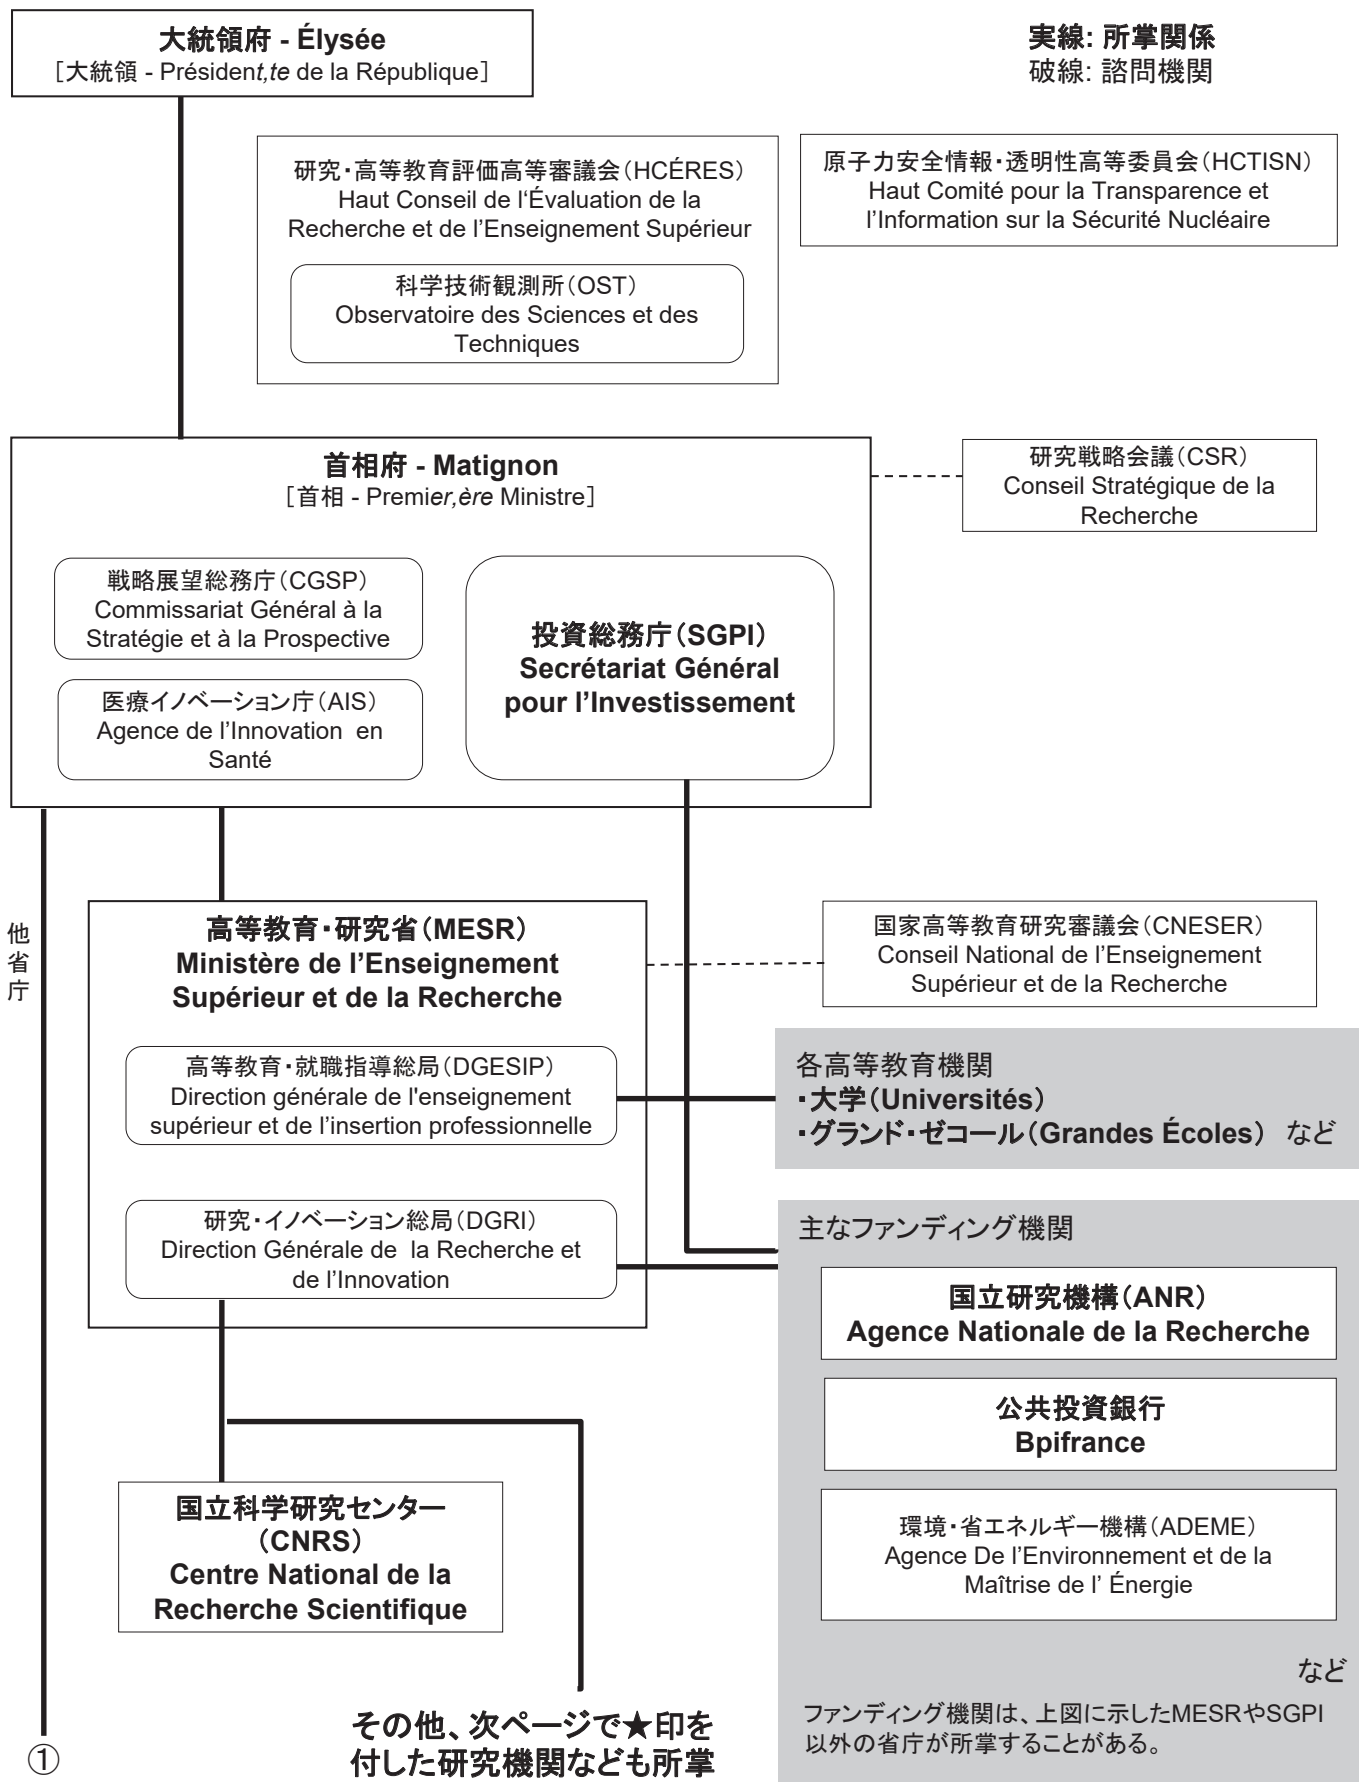 大統領府 - Élysée
［大統領 - Président,te de la République］
実線: 所掌関係
破線: 諮問機関
研究・高等教育評価高等審議会（HCÉRES）
Haut Conseil de l‘Évaluation de la
Recherche et de l’Enseignement Supérieur
科学技術観測所（OST）
Observatoire des Sciences et des
Techniques
原子力安全情報・透明性高等委員会（HCTISN）
Haut Comité pour la Transparence et
l’Information sur la Sécurité Nucléaire
首相府 - Matignon
［首相 - Premier,ère Ministre］
研究戦略会議（CSR）
Conseil Stratégique de la
Recherche
戦略展望総務庁（CGSP）
Commissariat Général à la
Stratégie et à la Prospective
医療イノベーション庁（AIS）
Agence de l’Innovation en
Santé
投資総務庁（SGPI）
Secrétariat Général
pour l’Investissement
他省庁
高等教育・研究省（MESR）
Ministère de l’Enseignement
Supérieur et de la Recherche
国家高等教育研究審議会（CNESER）
Conseil National de l’Enseignement
Supérieur et de la Recherche
高等教育・就職指導総局（DGESIP）
Direction générale de l'enseignement
supérieur et de l’insertion professionnelle
各高等教育機関
・大学（Universités）
・グランド・ゼコール（Grandes Écoles） など
研究・イノベーション総局（DGRI）
Direction Générale de la Recherche et
de l’Innovation
主なファンディング機関
国立研究機構（ANR）
Agence Nationale de la Recherche
公共投資銀行
Bpifrance
環境・省エネルギー機構（ADEME）
Agence De l’Environnement et de la
Maîtrise de l’ Énergie
など
ファンディング機関は、上図に示したMESRやSGPI
以外の省庁が所掌することがある。
国立科学研究センター
（CNRS）
Centre National de la
Recherche Scientifique
その他、次ページで★印を
付した研究機関なども所掌
①